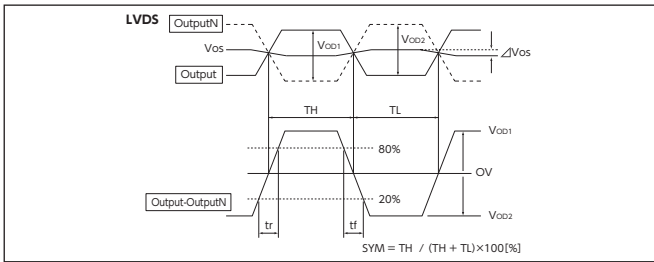 LVDS
OutputN
Vos
VOD1
VOD2
⊿Vos
Output
TH
TL
VOD1
80%
OV
Output-OutputN
20%
VOD2
tr
tf
SYM = TH / (TH + TL)×100[%]